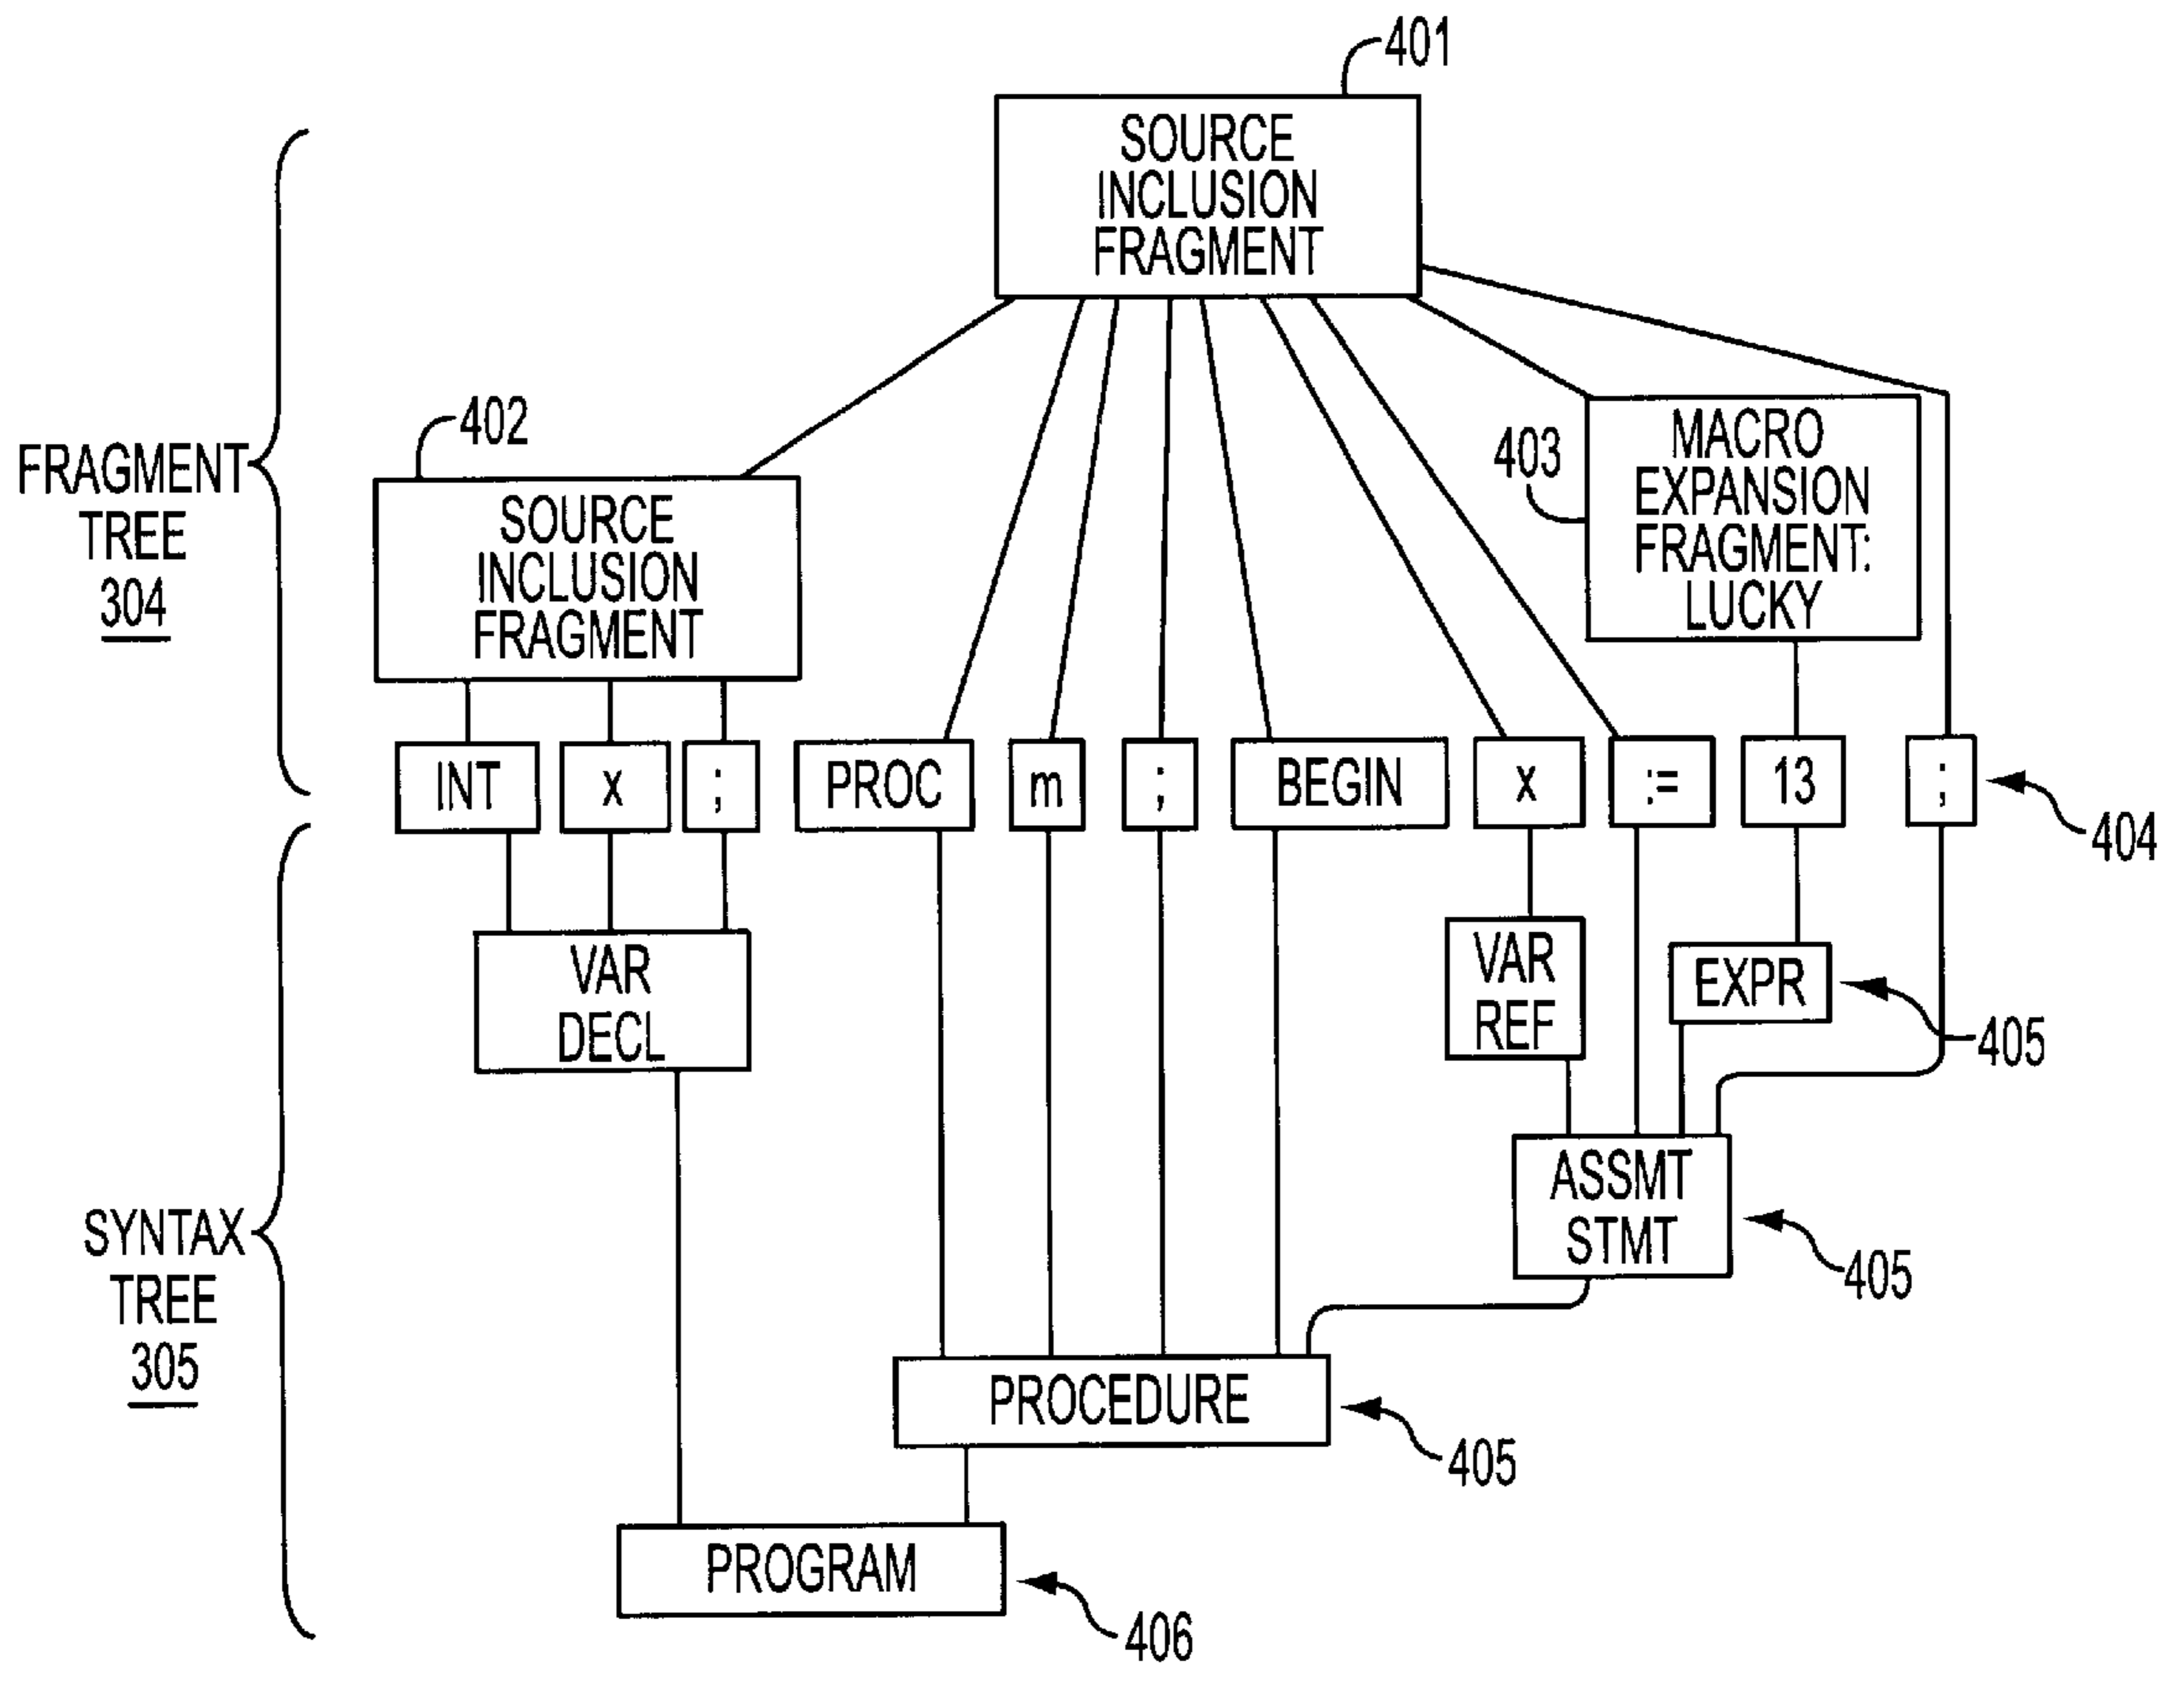 401
SOURCE
INCLUSION
FRAGMENT
402
SOURCE
INCLUSION
FRAGMENT
403
MACRO
EXPANSION
FRAGMENT:
LUCKY
FRAGMENT
TREE
304
INT
x
;
PROC
m
;
BEGIN
x
:=
13
;
404
VAR
DECL
VAR
REF
EXPR
405
ASSMT
STMT
405
SYNTAX
TREE
305
PROCEDURE
405
PROGRAM
406